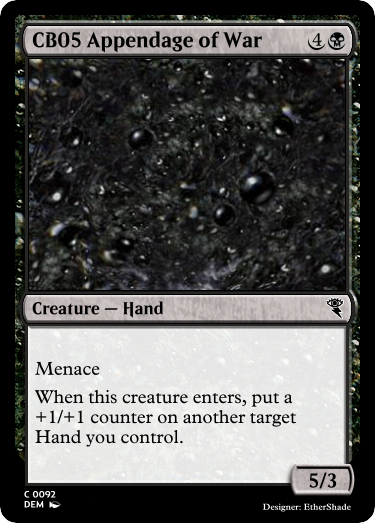 CB05 Appendage of War 4
Creature — Hand
Menace
When this creature enters, put a
+1/+1 counter on another target
Hand you control.
5/3
C 0092
DEM
Designer: EtherShade